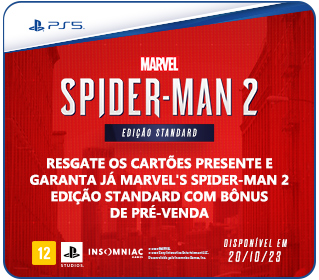 PS5
MARVEL
SPIDER-MAN 2
EDIÇÃO STANDARD
RESGATE OS CARTÕES PRESENTE E
GARANTA JÁ MARVEL'S SPIDER-MAN 2
EDIÇÃO STANDARD COM BÔNUS
DE PRÉ-VENDA
12
STUDIOS
INSOMNIAC
GAMES
DISPONÍVEL EM
20/10/23